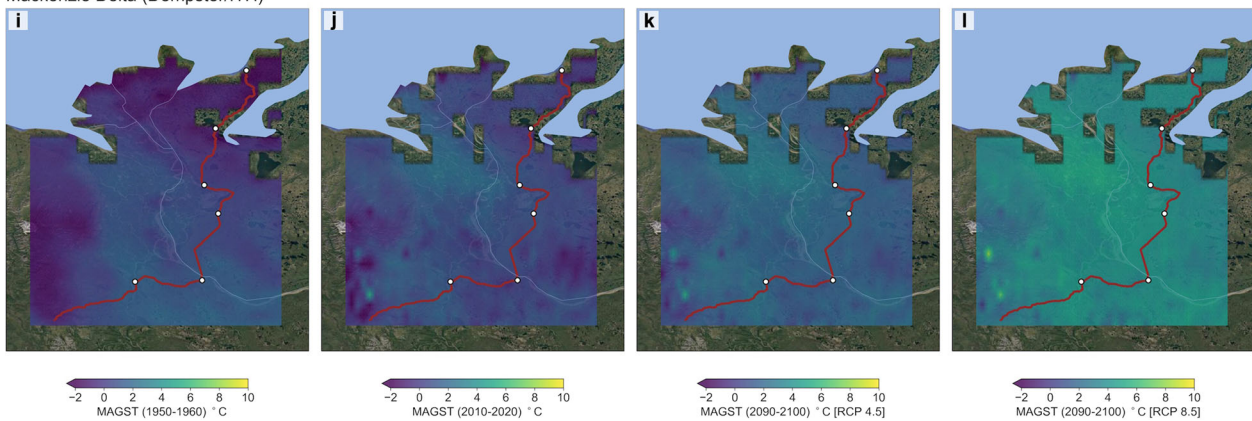 Mackenzie Delta (Dempster/ITH)
i
j
k
l
−2 0 2 4 6 8 10
MAGST (1950-1960) °C
−2 0 2 4 6 8 10
MAGST (2010-2020) °C
−2 0 2 4 6 8 10
MAGST (2090-2100) °C [RCP 4.5]
−2 0 2 4 6 8 10
MAGST (2090-2100) °C [RCP 8.5]